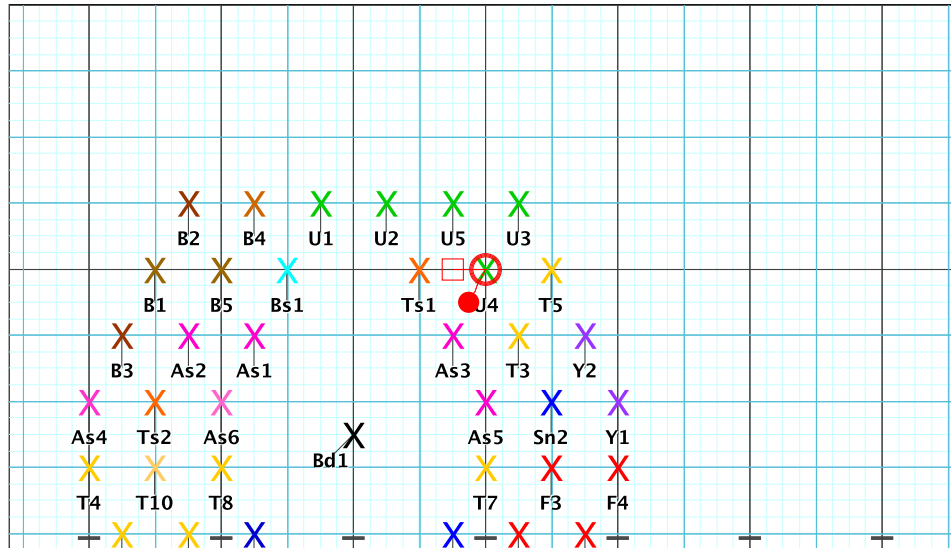 B2 B4 U1 U2 U5 U3
B1 B5 Bs1 Ts1 U4 T5
B3 As2 As1 As3 T3 Y2
As4 Ts2 As6 As5 Sn2 Y1
Bd1
T4 T10 T8 T7 F3 F4